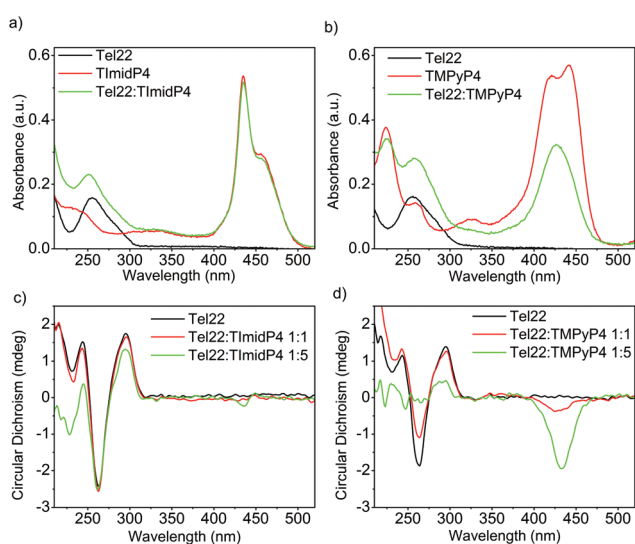 a)
Tel22
TImidP4
Tel22:TImidP4
Absorbance (a.u.)
0.6
0.4
0.2
0.0
250 300 350 400 450 500
Wavelength (nm)
b)
Tel22
TMPyP4
Tel22:TMPyP4
Absorbance (a.u.)
0.6
0.4
0.2
0.0
250 300 350 400 450 500
Wavelength (nm)
c)
Tel22
Tel22:TImidP4 1:1
Tel22:TImidP4 1:5
Circular Dichroism (mdeg)
2
1
0
-1
-2
-3
250 300 350 400 450 500
Wavelength (nm)
d)
Tel22
Tel22:TMPyP4 1:1
Tel22:TMPyP4 1:5
Circular Dichroism (mdeg)
2
1
0
-1
-2
-3
250 300 350 400 450 500
Wavelength (nm)